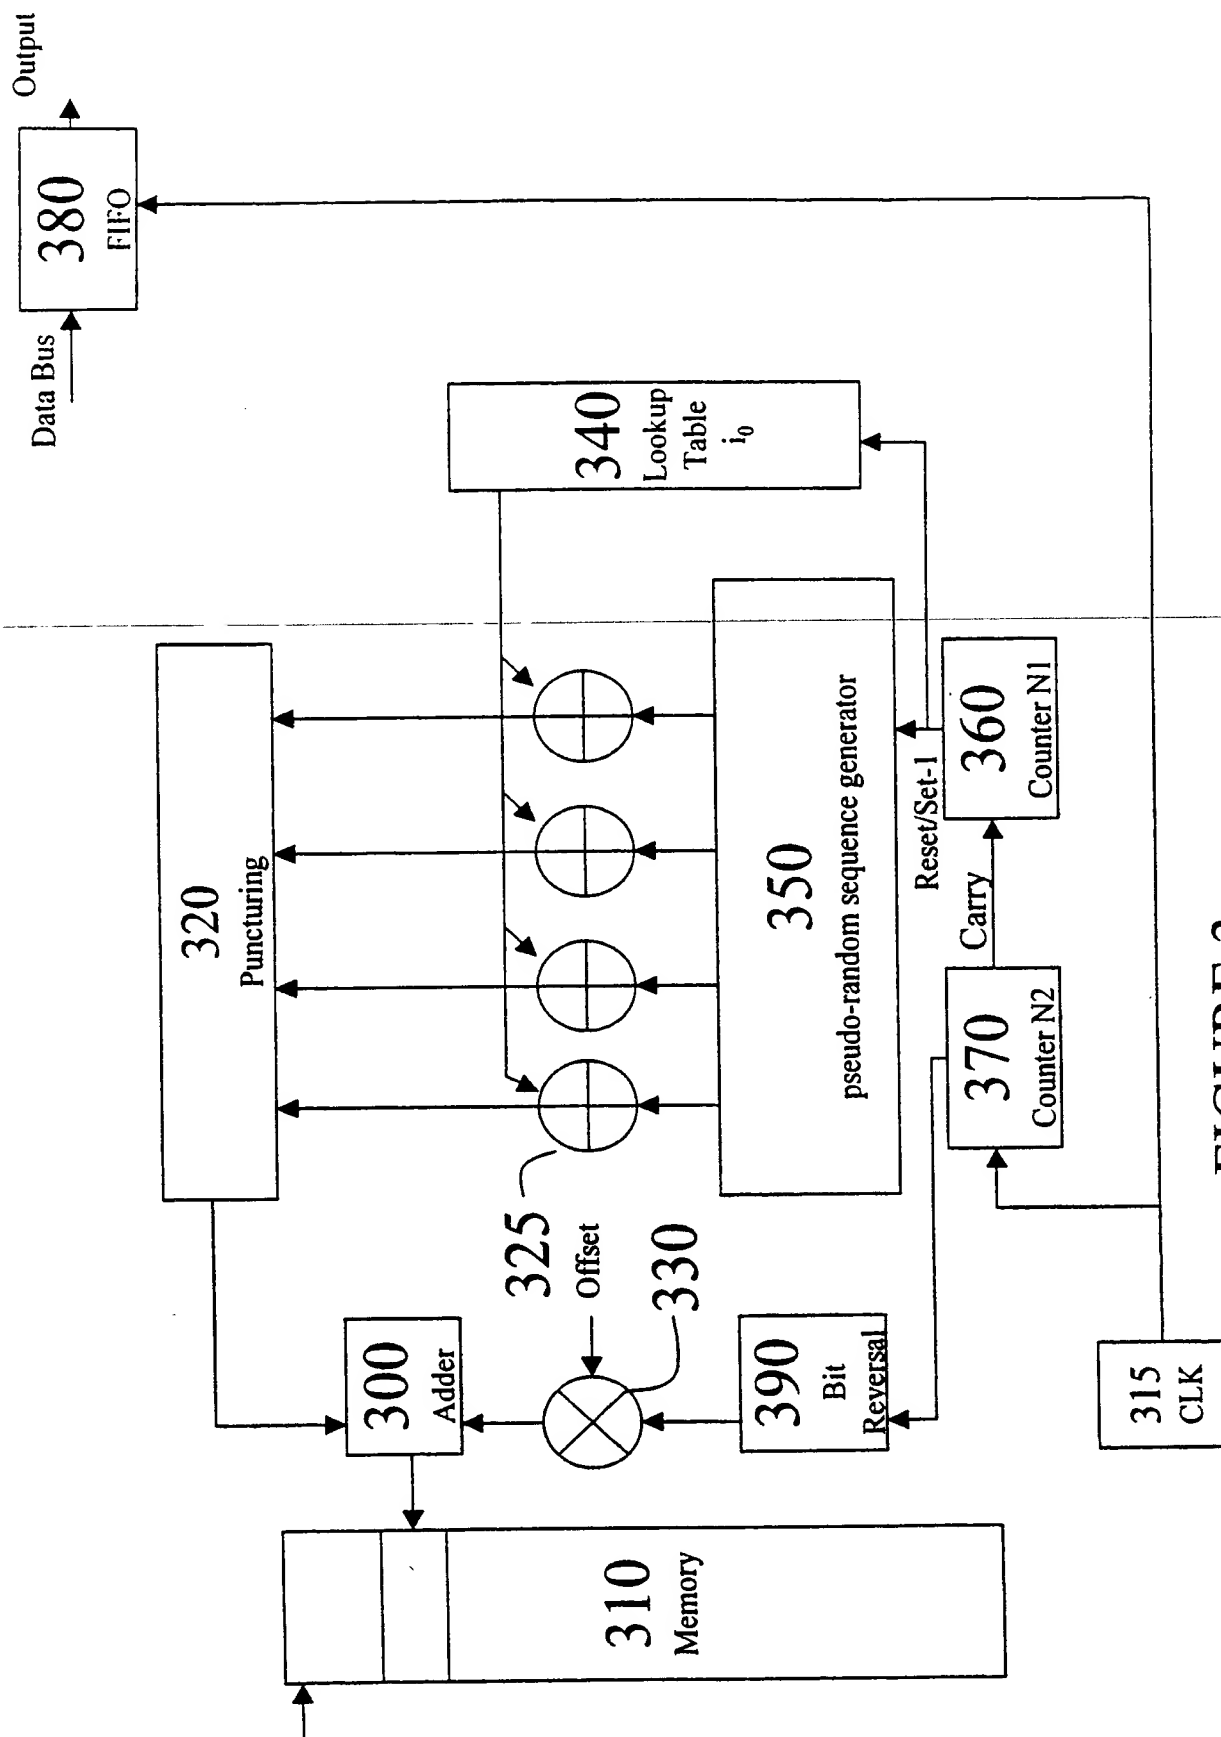 Output
Data Bus
380
FIFO
320
Puncturing
300
Adder
325
Offset
330
340
Lookup
Table
i₀
310
Memory
350
pseudo-random sequence generator
390
Bit
Reversal
Reset/Set-1
Carry
370
Counter N2
360
Counter N1
315
CLK
FIGURE